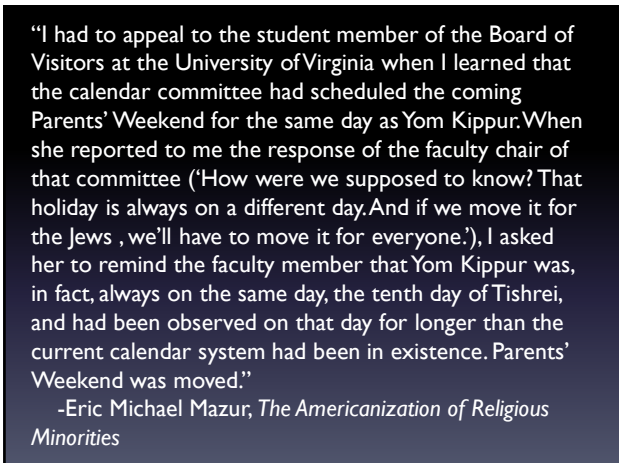 “I had to appeal to the student member of the Board of
Visitors at the University of Virginia when I learned that
the calendar committee had scheduled the coming
Parents’ Weekend for the same day as Yom Kippur. When
she reported to me the response of the faculty chair of
that committee (‘How were we supposed to know? That
holiday is always on a different day. And if we move it for
the Jews , we’ll have to move it for everyone.’), I asked
her to remind the faculty member that Yom Kippur was,
in fact, always on the same day, the tenth day of Tishrei,
and had been observed on that day for longer than the
current calendar system had been in existence. Parents’
Weekend was moved.”
-Eric Michael Mazur, The Americanization of Religious
Minorities